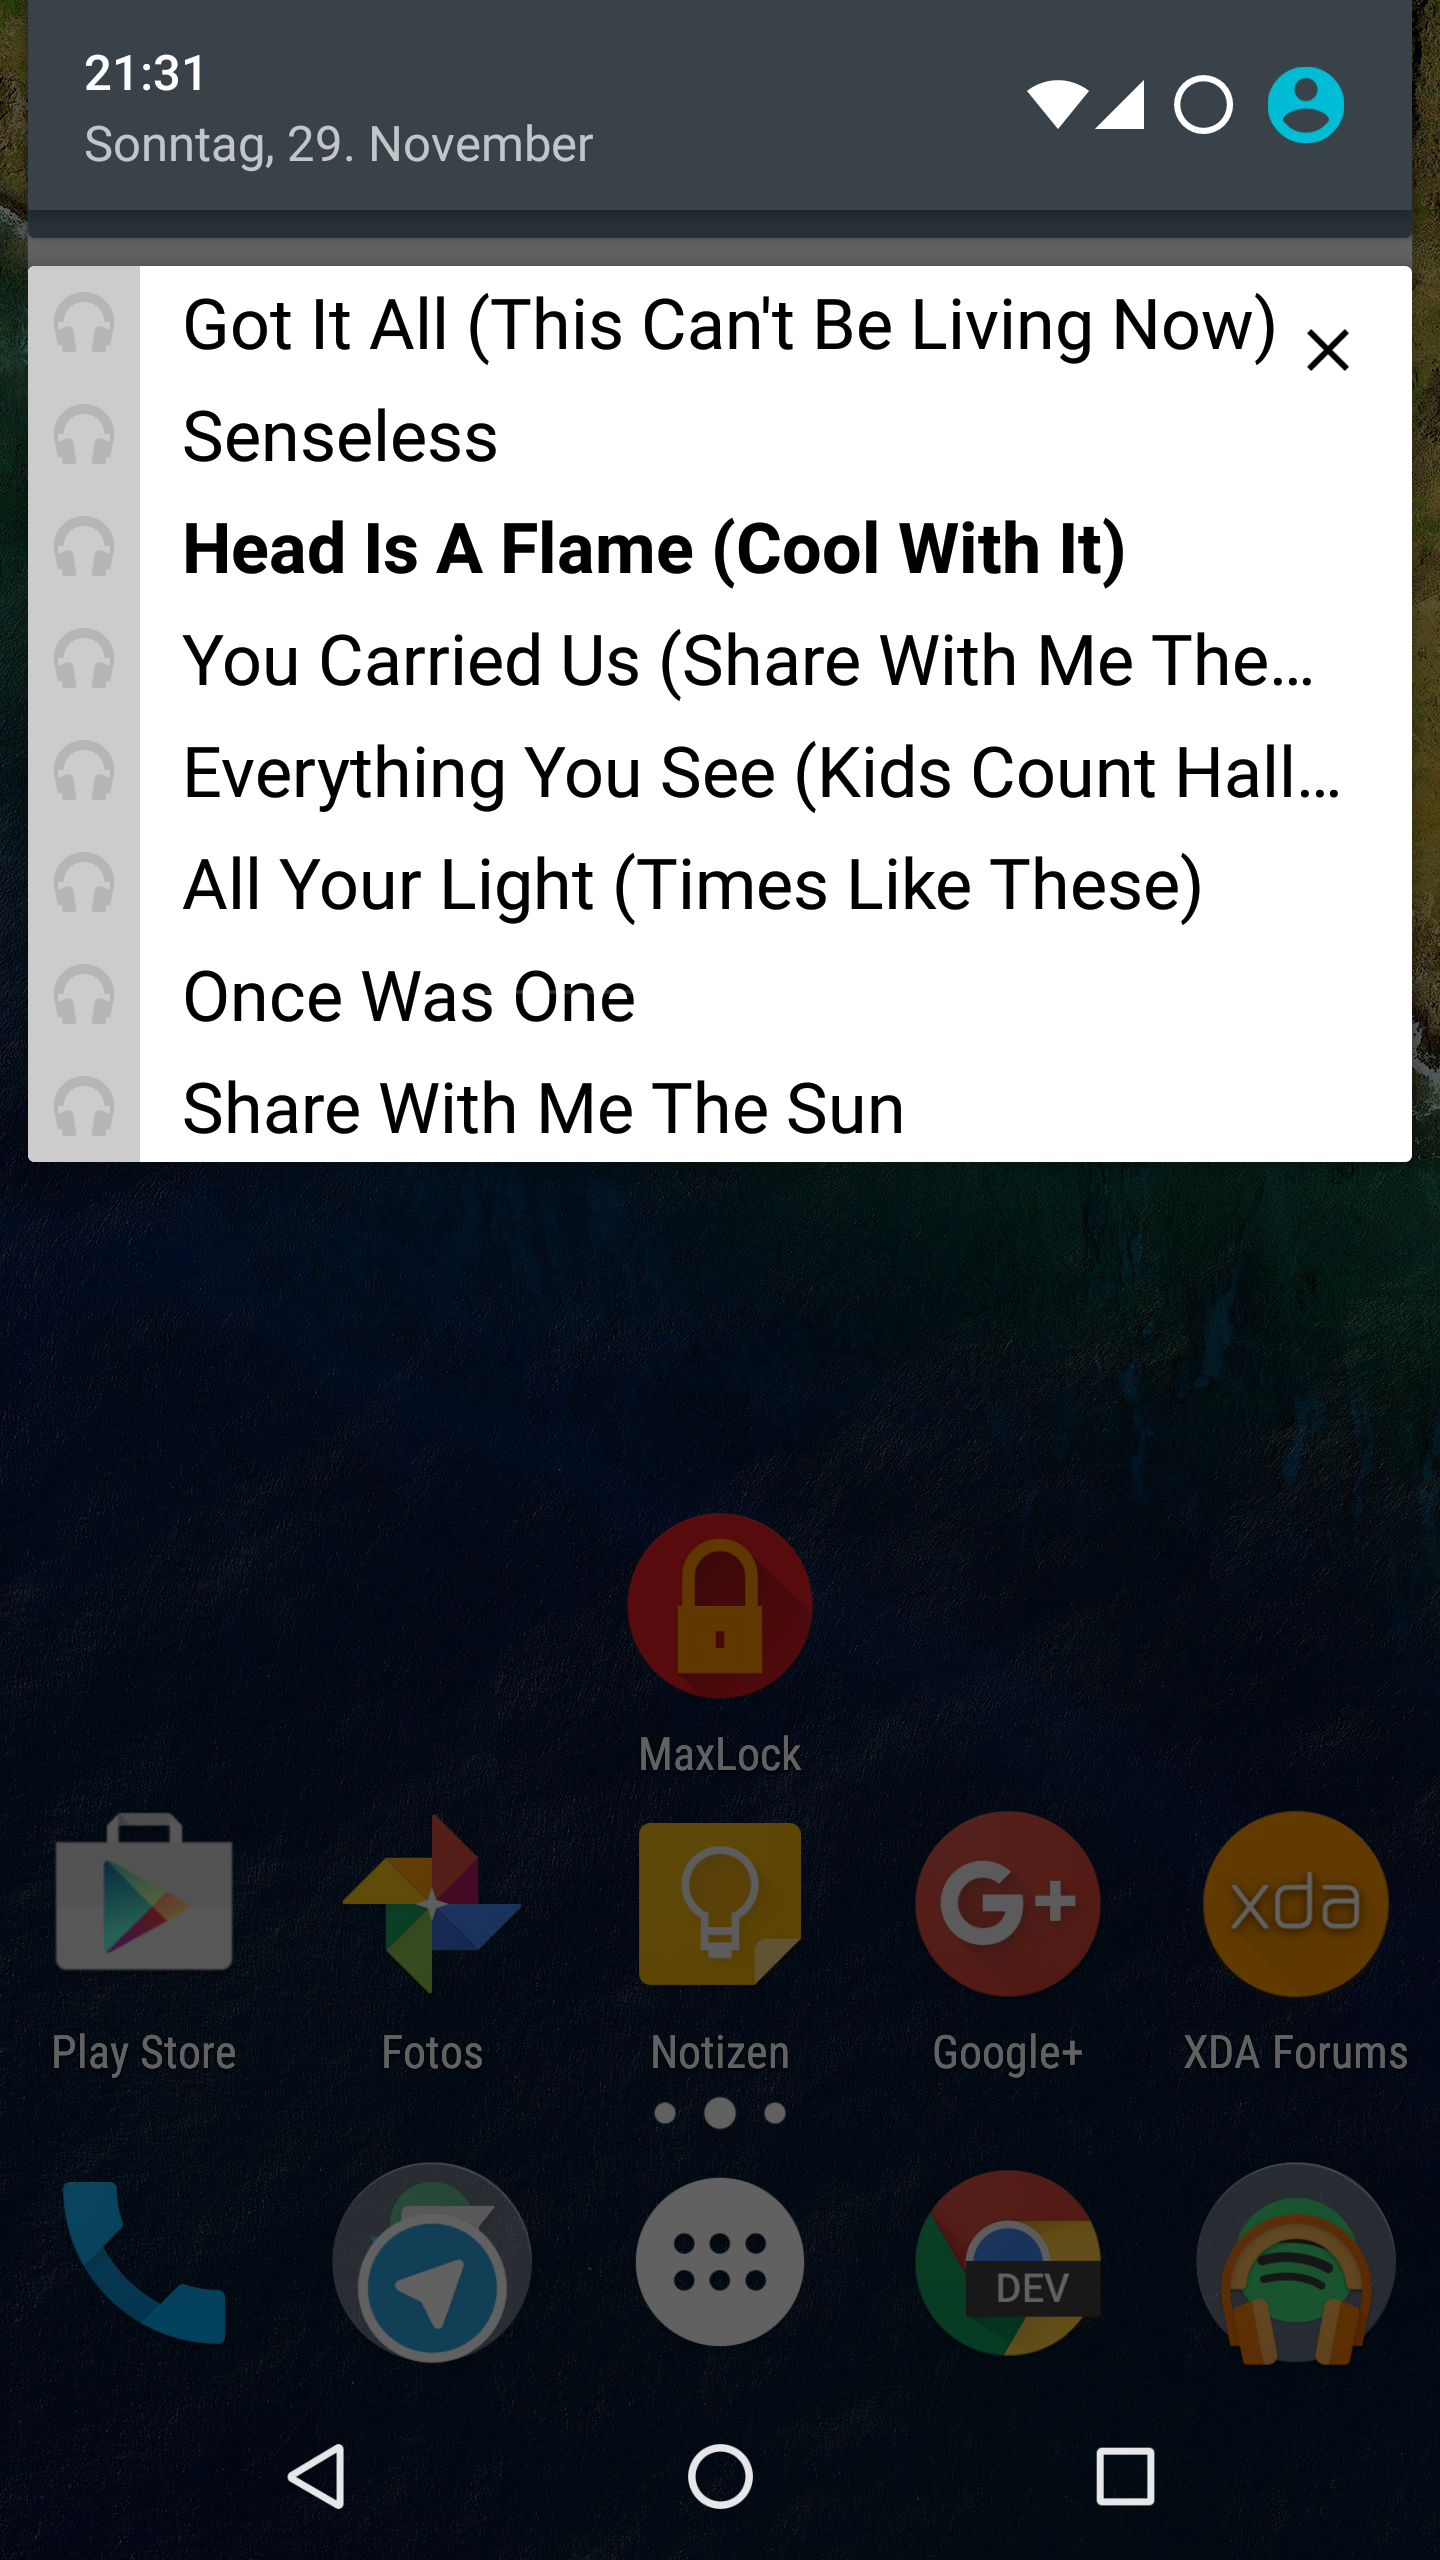 21:31
Sonntag, 29. November
Got It All (This Can't Be Living Now)
Senseless
Head Is A Flame (Cool With It)
You Carried Us (Share With Me The...
Everything You See (Kids Count Hall...
All Your Light (Times Like These)
Once Was One
Share With Me The Sun
MaxLock
G+
xda
Play Store
Fotos
Notizen
Google+
XDA Forums
DEV